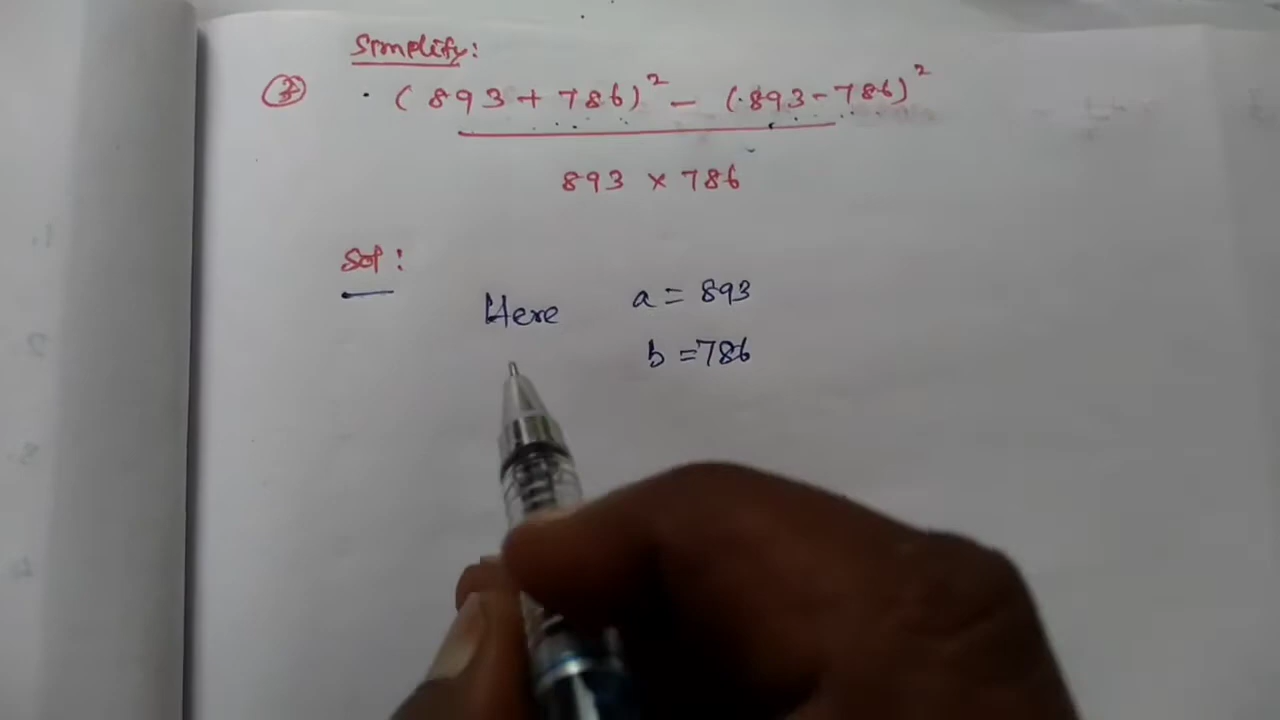 Simplify:
③ (893+786)² - (893-786)²
893 × 786
Sol:
Here a = 893
b = 786